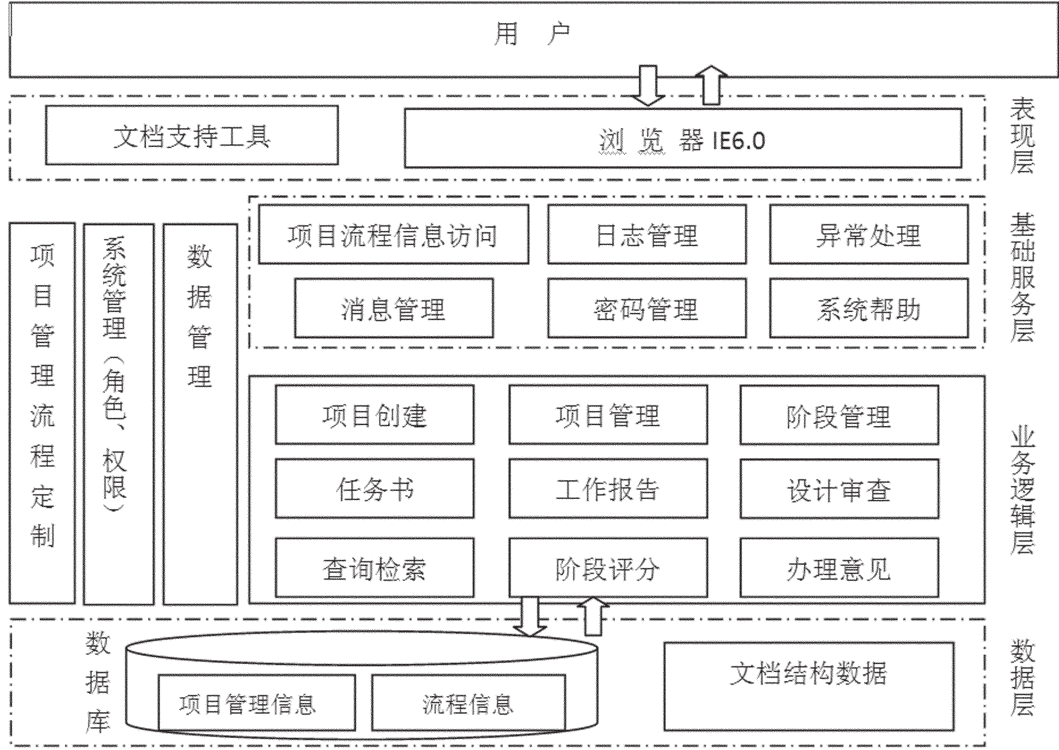 用 户
文档支持工具
浏 览 器 IE6.0
表现层
项目管理流程定制
系统管理（角色、权限）
数据管理
项目流程信息访问
日志管理
异常处理
消息管理
密码管理
系统帮助
基础服务层
项目创建
项目管理
阶段管理
任务书
工作报告
设计审查
查询检索
阶段评分
办理意见
业务逻辑层
数据库
项目管理信息
流程信息
文档结构数据
数据层